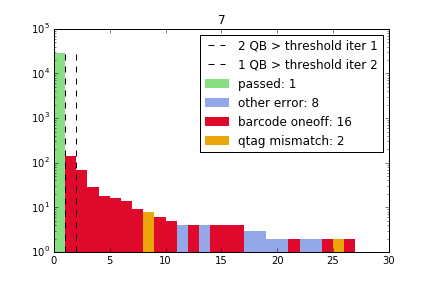 7
10^5
10^4
10^3
10^2
10^1
10^0
0 5 10 15 20 25 30
2 QB > threshold iter 1
1 QB > threshold iter 2
passed: 1
other error: 8
barcode oneoff: 16
qtag mismatch: 2